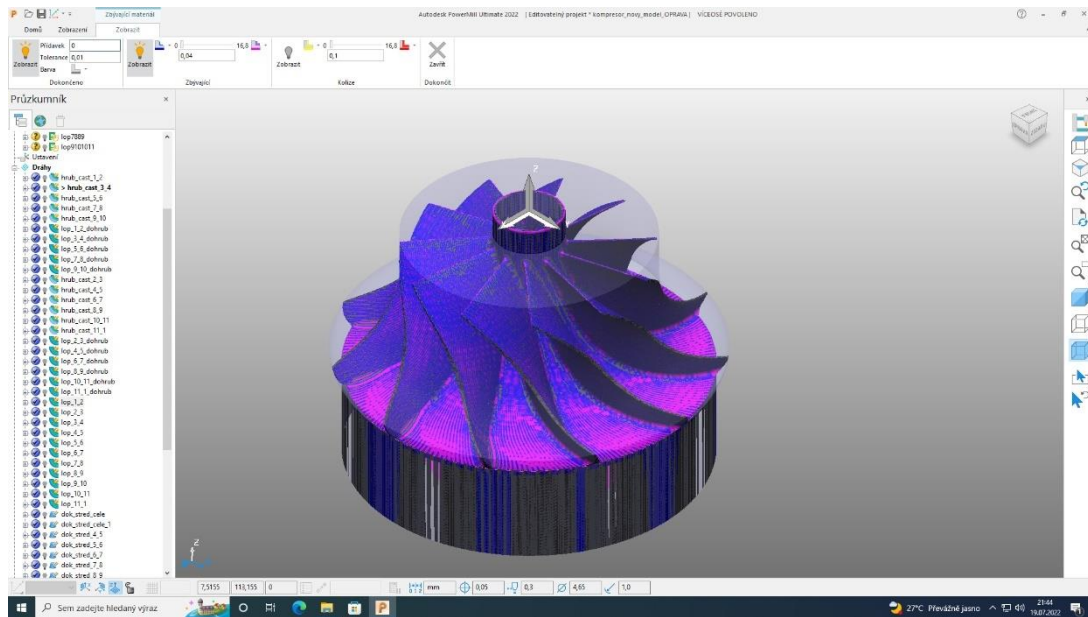 P
Zbývající materiál
Autodesk PowerMill Ultimate 2022 [ Editovatelný projekt * kompresor_novy_model_OPRAVA ] VÍCEOSÉ POVOLENO
Domů Zobrazení Zobrazit
Přídavek 0
Tolerance 0,01
Barva
Zobrazit
Dokončeno
Zobrazit
0 16,8
0,04
Zbývající
Zobrazit
0 16,8
0,1
Kolize
Zavřít
Dokončit
Průzkumník
lop7889
lop9101011
Ustavení
Dráhy
hrub_cast_1_2
> hrub_cast_3_4
hrub_cast_5_6
hrub_cast_7_8
hrub_cast_9_10
lop_1_2_dohrub
lop_3_4_dohrub
lop_5_6_dohrub
lop_7_8_dohrub
lop_9_10_dohrub
hrub_cast_2_3
hrub_cast_4_5
hrub_cast_6_7
hrub_cast_8_9
hrub_cast_10_11
hrub_cast_11_1
lop_2_3_dohrub
lop_4_5_dohrub
lop_6_7_dohrub
lop_8_9_dohrub
lop_10_11_dohrub
lop_11_1_dohrub
lop_1_2
lop_2_3
lop_3_4
lop_4_5
lop_5_6
lop_6_7
lop_7_8
lop_8_9
lop_9_10
lop_10_11
lop_11_1
dok_stred_cele
dok_stred_cele_1
dok_stred_4_5
dok_stred_5_6
dok_stred_6_7
dok_stred_7_8
dok_stred_8_9
Z
Z
7,5155 113,155 0
mm 0,05 0,3 4,65 1,0
Sem zadejte hledaný výraz
P
27°C Převážně jasno
21:44
19.07.2022